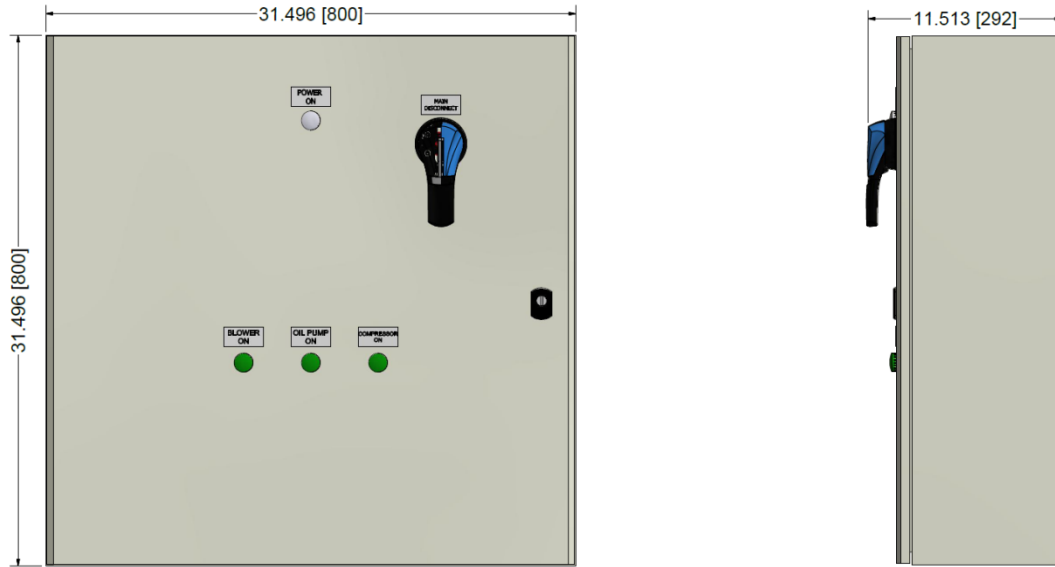 31.496 [800]
11.513 [292]
POWER
ON
MAIN
DISCONNECT
31.496 [800]
BLOWER
ON
OIL PUMP
ON
COMPRESSOR
ON